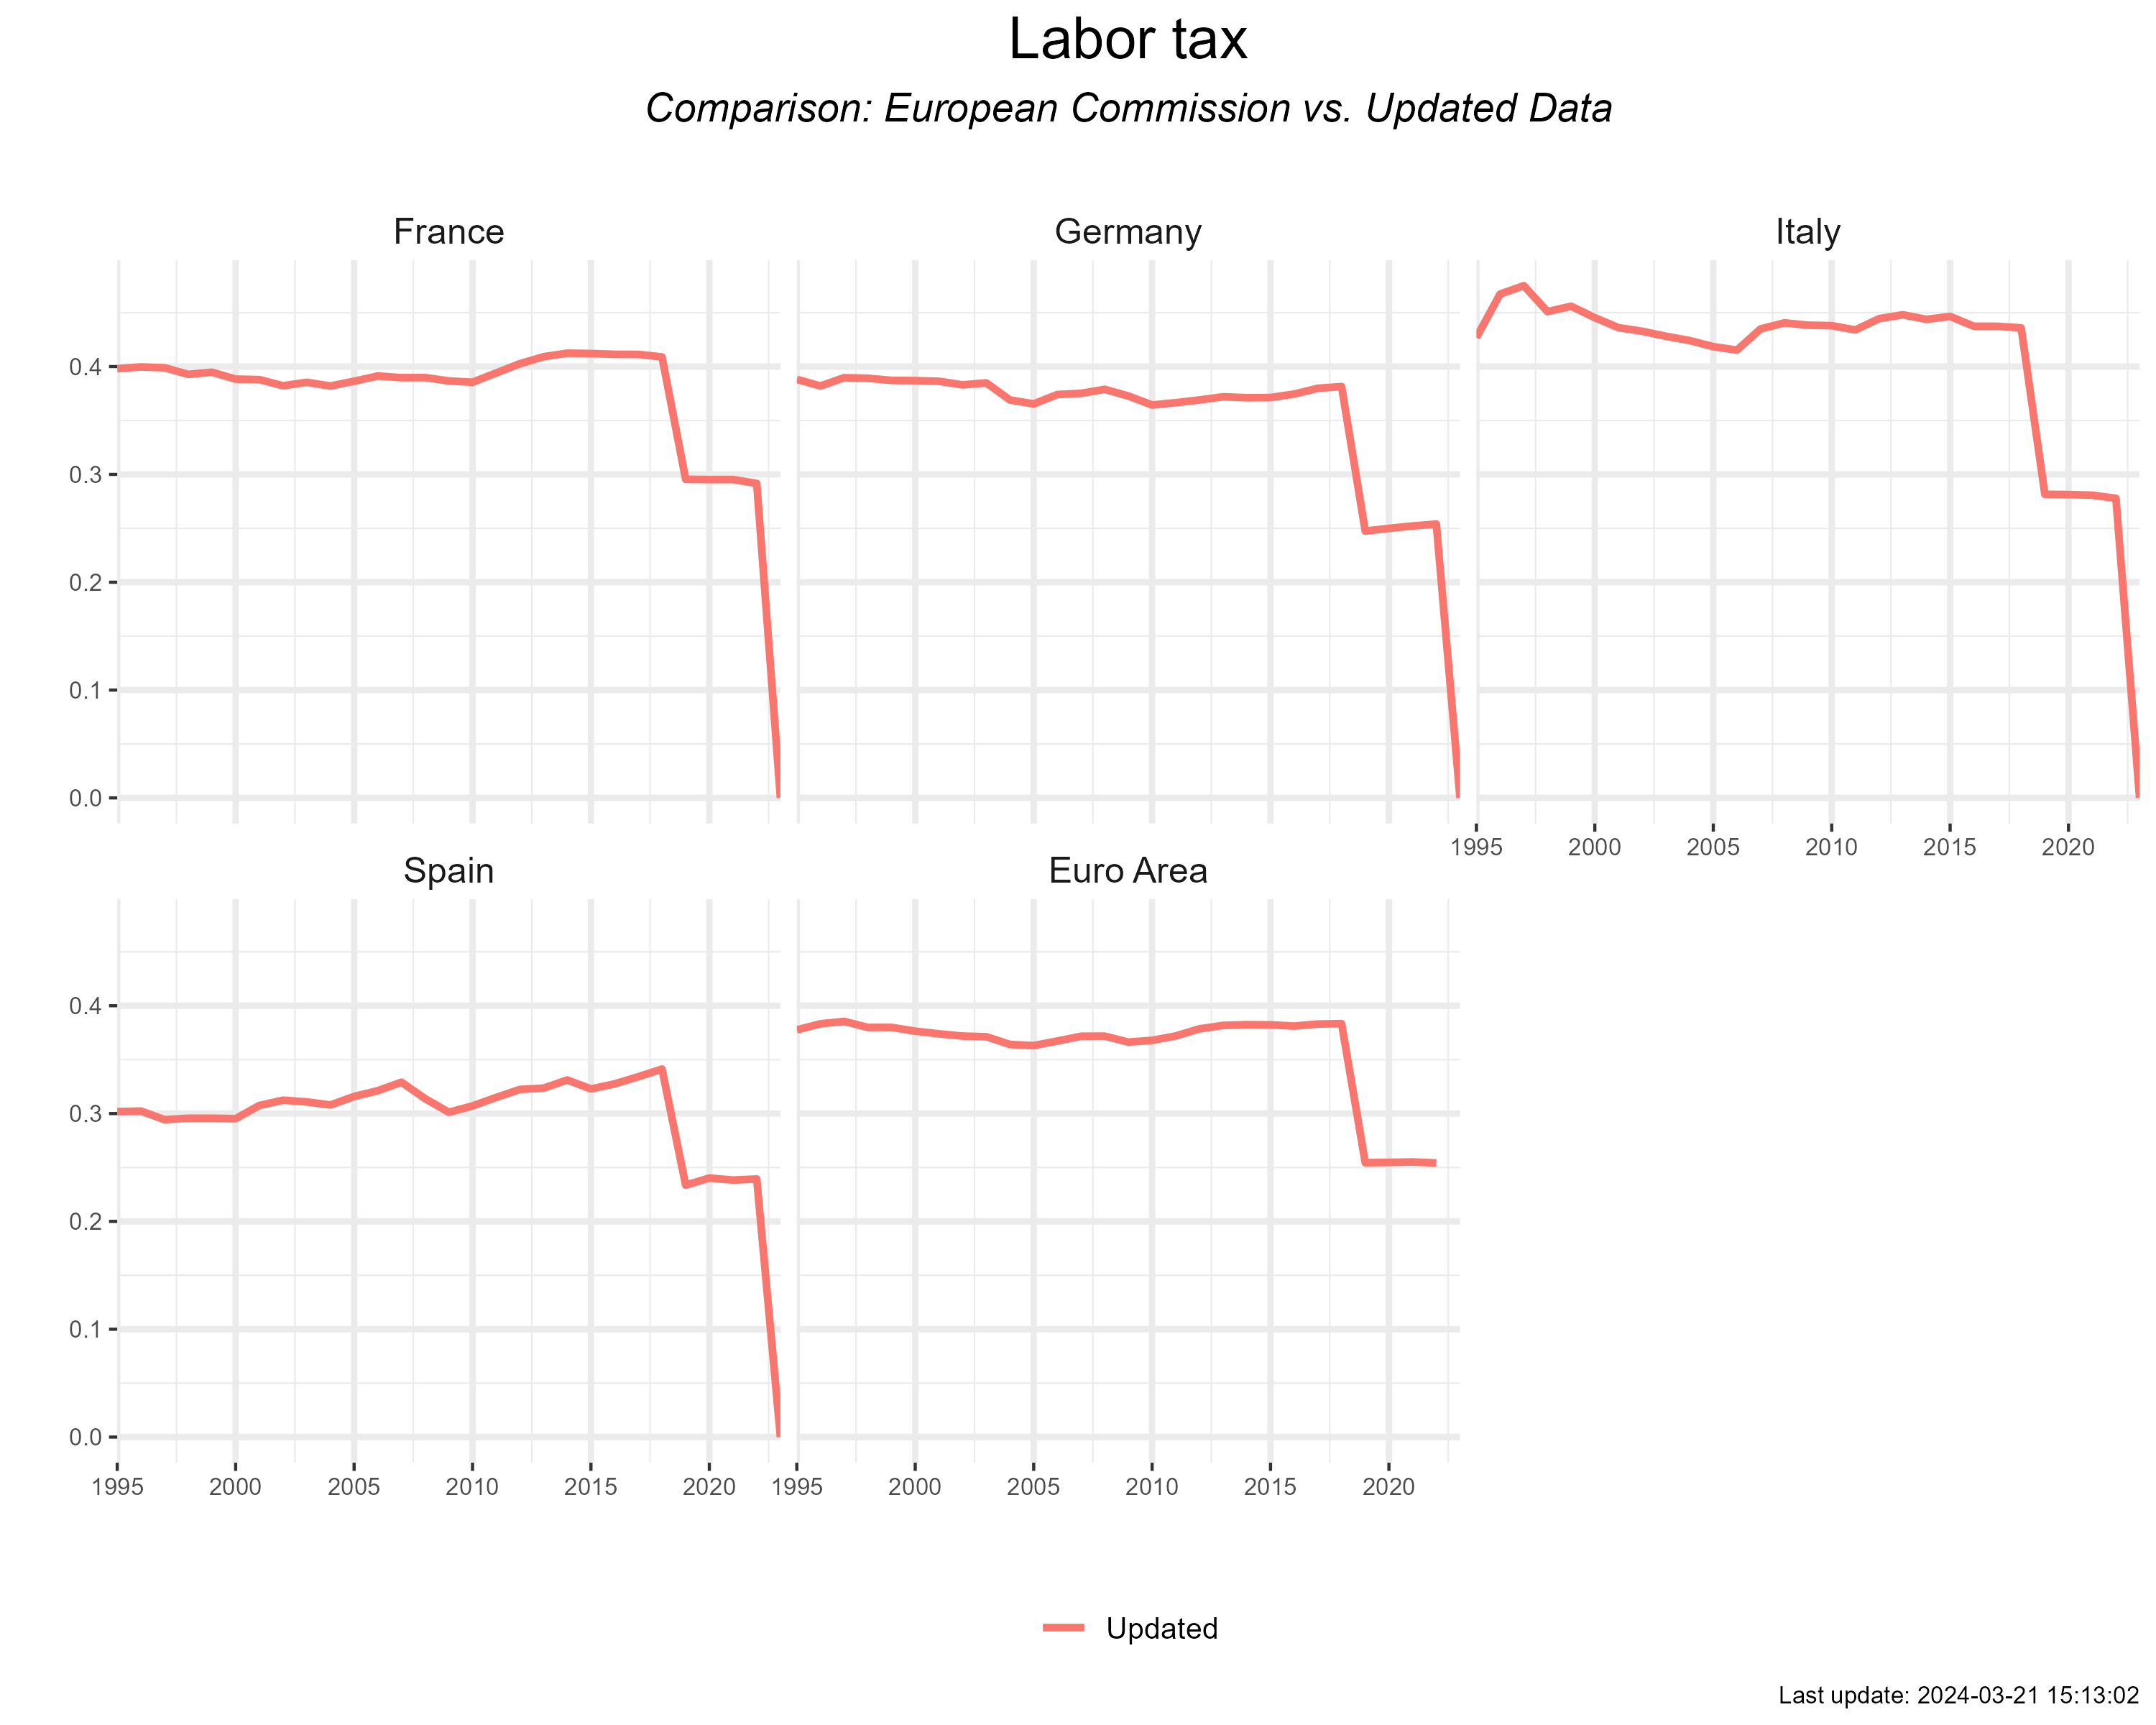 Labor tax
Comparison: European Commission vs. Updated Data
France
Germany
Italy
0.4
0.3
0.2
0.1
0.0
1995 2000 2005 2010 2015 2020
Spain
Euro Area
0.4
0.3
0.2
0.1
0.0
1995 2000 2005 2010 2015 2020
1995 2000 2005 2010 2015 2020
Updated
Last update: 2024-03-21 15:13:02